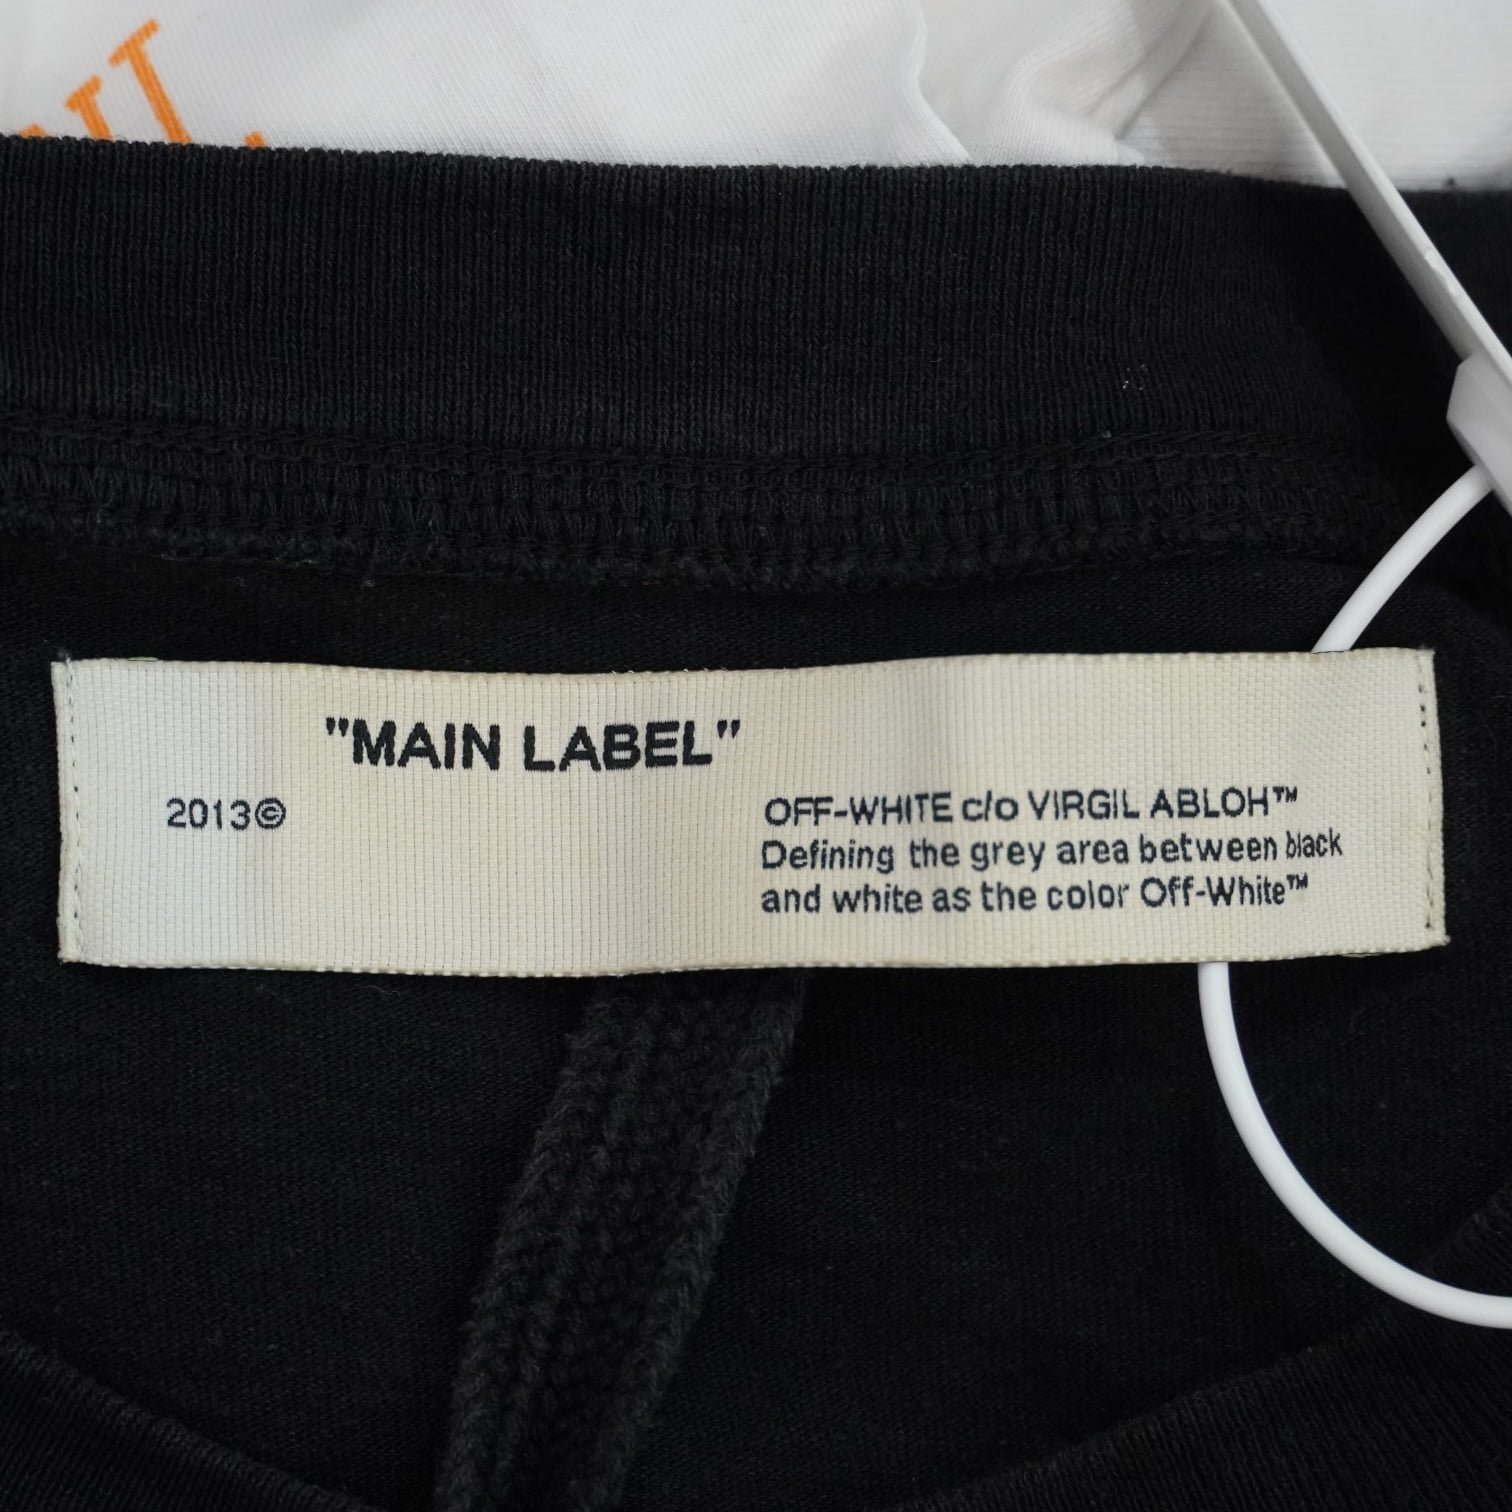 "MAIN LABEL"
2013©
OFF-WHITE c/o VIRGIL ABLOH™
Defining the grey area between black
and white as the color Off-White™